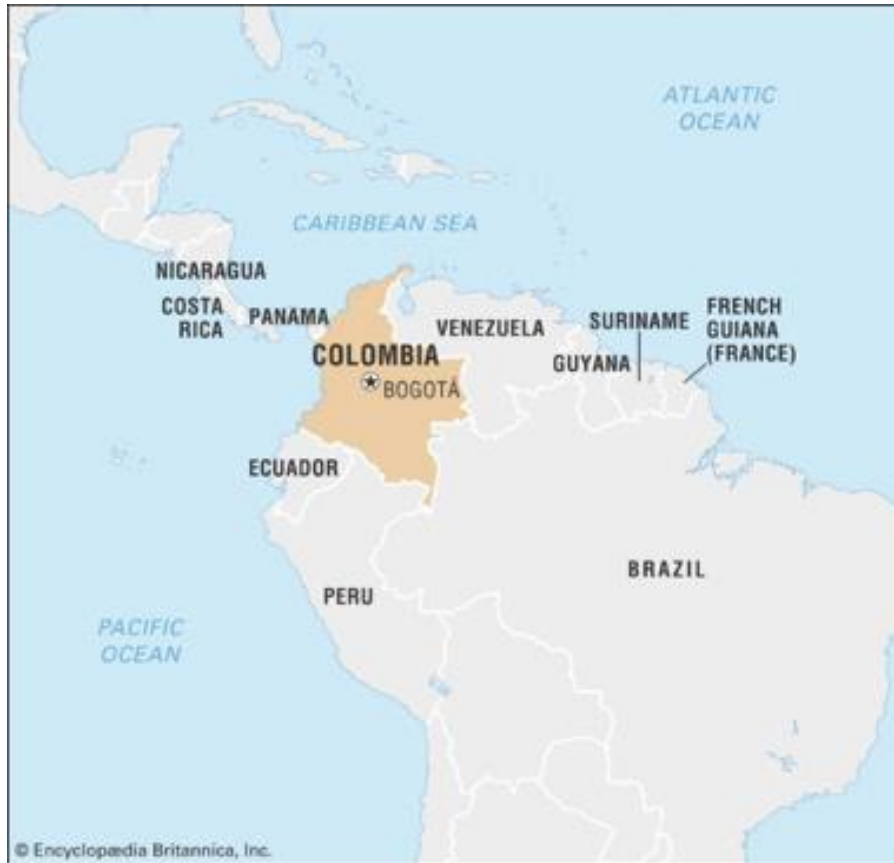 ATLANTIC
OCEAN
CARIBBEAN SEA
NICARAGUA
COSTA
RICA
PANAMA
VENEZUELA
SURINAME
FRENCH
GUIANA
(FRANCE)
GUYANA
COLOMBIA
BOGOTÁ
ECUADOR
BRAZIL
PERU
PACIFIC
OCEAN
© Encyclopædia Britannica, Inc.